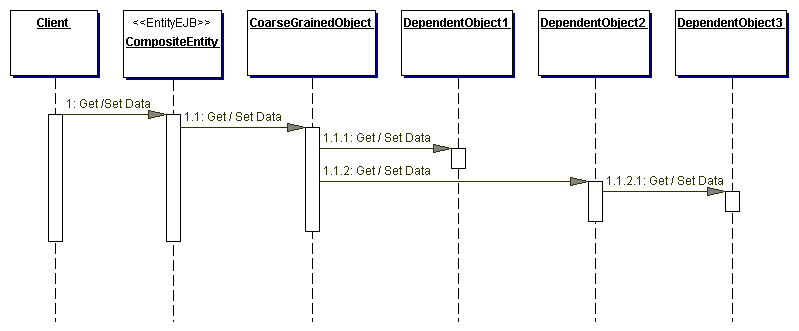 Client
<<EntityEJB>>
CompositeEntity
CoarseGrainedObject
DependentObject1
DependentObject2
DependentObject3
1: Get /Set Data
1.1: Get / Set Data
1.1.1: Get / Set Data
1.1.2: Get / Set Data
1.1.2.1: Get / Set Data